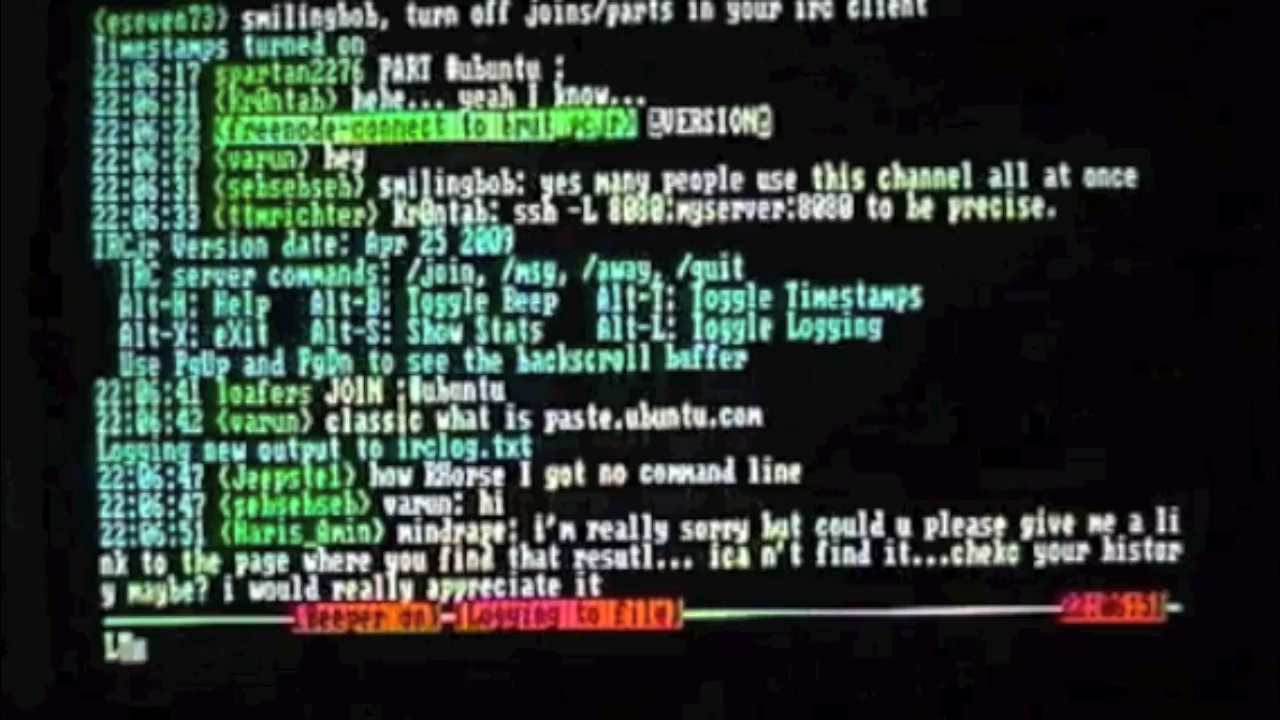 (eseven73) smilingbob, turn off joins/parts in your irc client
Timestamps turned on
22:06:17 spartan2276 PART #ubuntu :
22:06:21 (Kr0ntab) hehe... yeah I know...
22:06:22 (freenode-connect to VERSION
22:06:29 (varun) hey
22:06:31 (sebsebseb) smilingbob: yes many people use this channel all at once
22:06:33 (ttmrichter) Kr0ntab: ssh -L 8080:myserver:8080 to be precise.
IRCjr Version date: Apr 25 2009
IRC server commands: /join, /msg, /away, /quit
Alt-H: Help Alt-B: Toggle Beep Alt-T: Toggle Timestamps
Alt-X: eXit Alt-S: Show Stats Alt-L: Toggle Logging
Use PgUp and PgDn to see the backscroll buffer
22:06:41 loafers JOIN :#ubuntu
22:06:42 (varun) classic what is paste.ubuntu.com
Logging new output to irclog.txt
22:06:47 how I got no command line
22:06:47 (sebsebseb) varun: hi
22:06:51 (Haris_Amin) mindrape: i'm really sorry but could u please give me a li
nk to the page where you find that resutl... ica n't find it...chekc your histor
y maybe? i would really appreciate it
(Beeper on) (Logging to file)